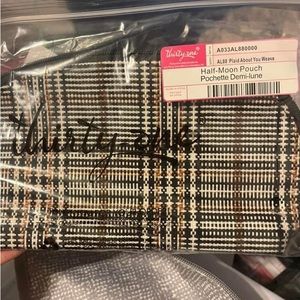 thirty-one
A033AL880000
AL88 Plaid About You Weave
Half-Moon Pouch
Pochette Demi-lune
thirty-one